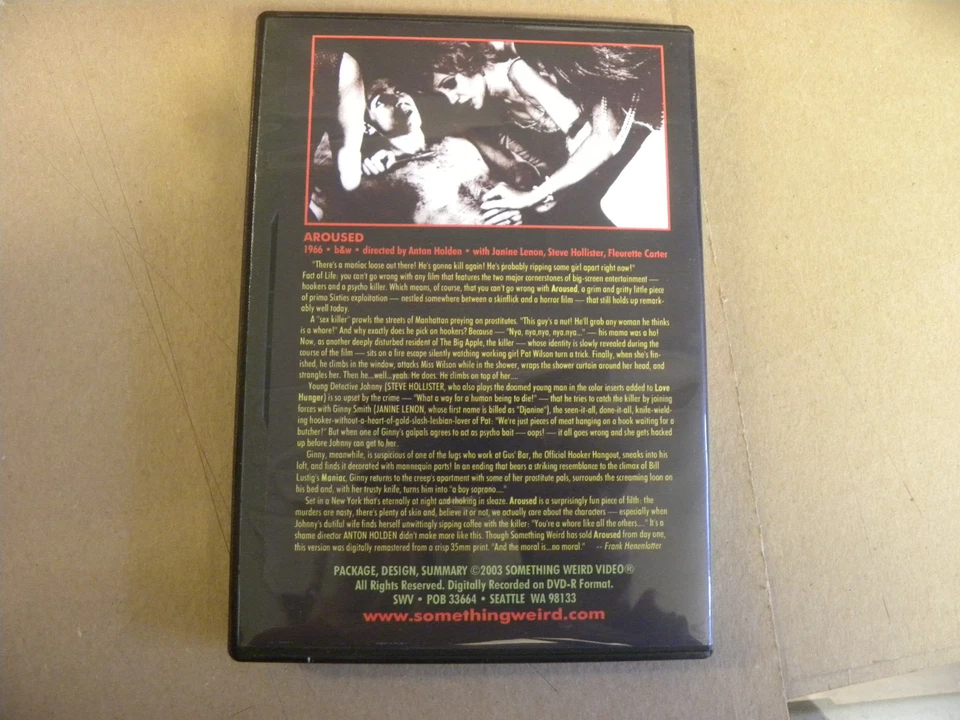 AROUSED
1966 • b&w • directed by Anton Holden • with Janine Lenon, Steve Hollister, Fleurette Carter
"There's a maniac loose out there! He's gonna kill again! He's probably ripping some girl apart right now!"
Fact of Life: you can't go wrong with any film that features the two major cornerstones of big-screen entertainment —
hookers and a psycho killer. Which means, of course, that you can't go wrong with Aroused, a grim and gritty little piece
of primo Sixties exploitation — nestled somewhere between a skinflick and a horror film — that still holds up remark-
ably well today.
A "sex killer" prowls the streets of Manhattan preying on prostitutes. "This guy's a nut! He'll grab any woman he thinks
is a whore!" And why exactly does he pick on hookers? Because — "Nya, nya,nya, nya,nya..." — his mama was a ho!
Now, as another deeply disturbed resident of The Big Apple, the killer — whose identity is slowly revealed during the
course of the film — sits on a fire escape silently watching working girl Pat Wilson turn a trick. Finally, when she's fin-
ished, he climbs in the window, attacks Miss Wilson while in the shower, wraps the shower curtain around her head, and
strangles her. Then he...well...yeah. He does. He climbs on top of her....
Young Detective Johnny (STEVE HOLLISTER, who also plays the doomed young man in the color inserts added to Love
Hunger) is so upset by the crime — "What a way for a human being to die!" — that he tries to catch the killer by joining
forces with Ginny Smith (JANINE LENON, whose first name is billed as "Djanine"), the seen-it-all, done-it-all, knife-wield-
ing hooker-without-a-heart-of-gold-slash-lesbian-lover of Pat: "We're just pieces of meat hanging on a hook waiting for a
butcher!" But when one of Ginny's galpals agrees to act as psycho bait — oops! — it all goes wrong and she gets hacked
up before Johnny can get to her.
Ginny, meanwhile, is suspicious of one of the lugs who work at Gus' Bar, the Official Hooker Hangout, sneaks into his
loft, and finds it decorated with mannequin parts! In an ending that bears a striking resemblance to the climax of Bill
Lustig's Maniac, Ginny returns to the creep's apartment with some of her prostitute pals, surrounds the screaming loon on
his bed and, with her trusty knife, turns him into "a boy soprano...."
Set in a New York that's eternally at night and choking in sleaze, Aroused is a surprisingly fun piece of filth: the
murders are nasty, there's plenty of skin and, believe it or not, we actually care about the characters — especially when
Johnny's dutiful wife finds herself unwittingly sipping coffee with the killer: "You're a whore like all the others...." It's a
shame director ANTON HOLDEN didn't make more like this. Though Something Weird has sold Aroused from day one,
this version was digitally remastered from a crisp 35mm print. "And the moral is...no moral." -- Frank Henenlotter
PACKAGE, DESIGN, SUMMARY ©2003 SOMETHING WEIRD VIDEO®
All Rights Reserved. Digitally Recorded on DVD-R Format.
SWV • POB 33664 • SEATTLE WA 98133
www.somethingweird.com